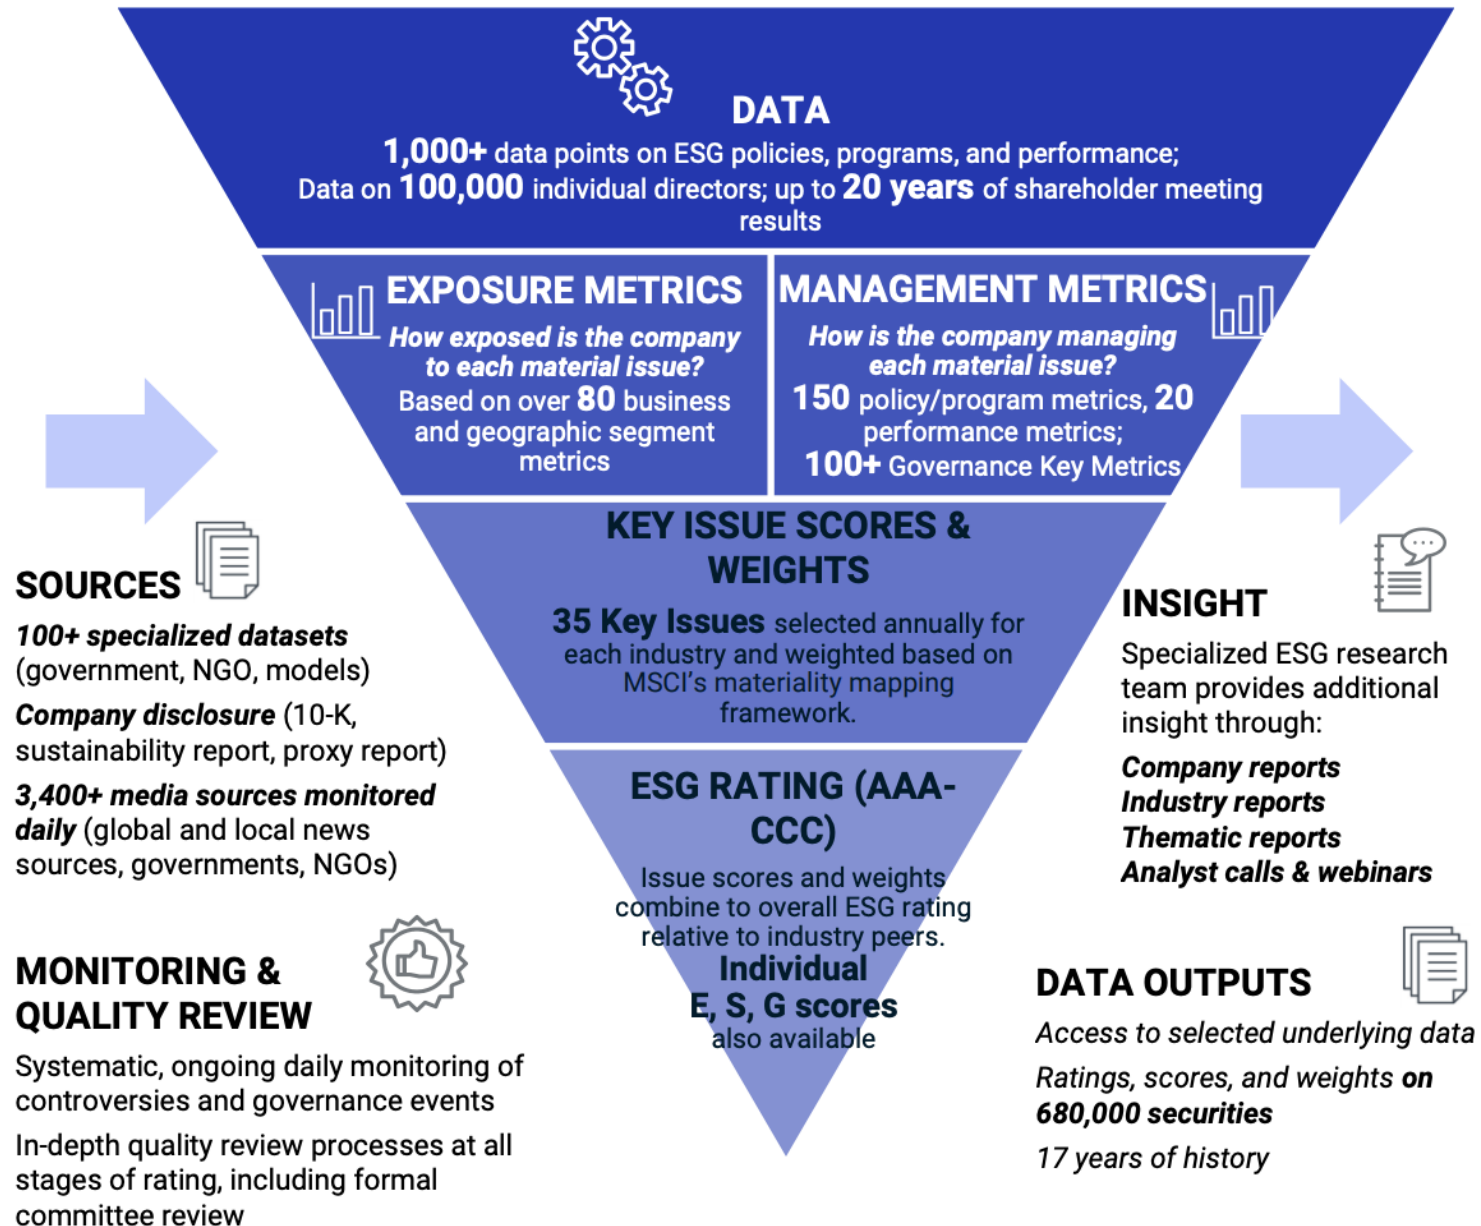 DATA
1,000+ data points on ESG policies, programs, and performance;
Data on 100,000 individual directors; up to 20 years of shareholder meeting
results
EXPOSURE METRICS
How exposed is the company
to each material issue?
Based on over 80 business
and geographic segment
metrics
MANAGEMENT METRICS
How is the company managing
each material issue?
150 policy/program metrics, 20
performance metrics;
100+ Governance Key Metrics
KEY ISSUE SCORES &
WEIGHTS
35 Key Issues selected annually for
each industry and weighted based on
MSCI's materiality mapping
framework.
ESG RATING (AAA-
CCC)
Issue scores and weights
combine to overall ESG rating
relative to industry peers.
Individual
E, S, G scores
also available
SOURCES
100+ specialized datasets
(government, NGO, models)
Company disclosure (10-K,
sustainability report, proxy report)
3,400+ media sources monitored
daily (global and local news
sources, governments, NGOs)
MONITORING &
QUALITY REVIEW
Systematic, ongoing daily monitoring of
controversies and governance events
In-depth quality review processes at all
stages of rating, including formal
committee review
INSIGHT
Specialized ESG research
team provides additional
insight through:
Company reports
Industry reports
Thematic reports
Analyst calls & webinars
DATA OUTPUTS
Access to selected underlying data
Ratings, scores, and weights on
680,000 securities
17 years of history